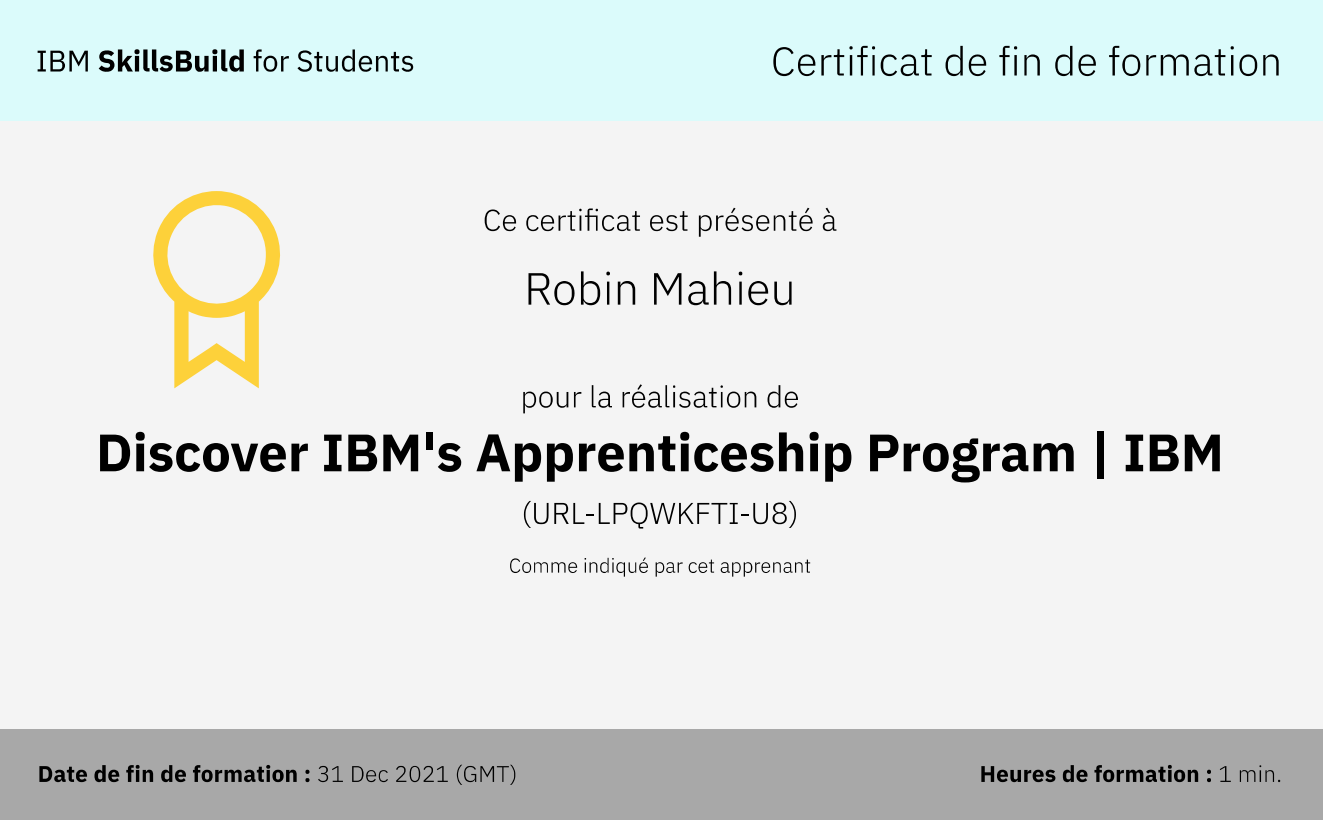 IBM SkillsBuild for Students
Certificat de fin de formation
Ce certificat est présenté à
Robin Mahieu
pour la réalisation de
Discover IBM's Apprenticeship Program | IBM
(URL-LPQWKFTI-U8)
Comme indiqué par cet apprenant
Date de fin de formation : 31 Dec 2021 (GMT)
Heures de formation : 1 min.